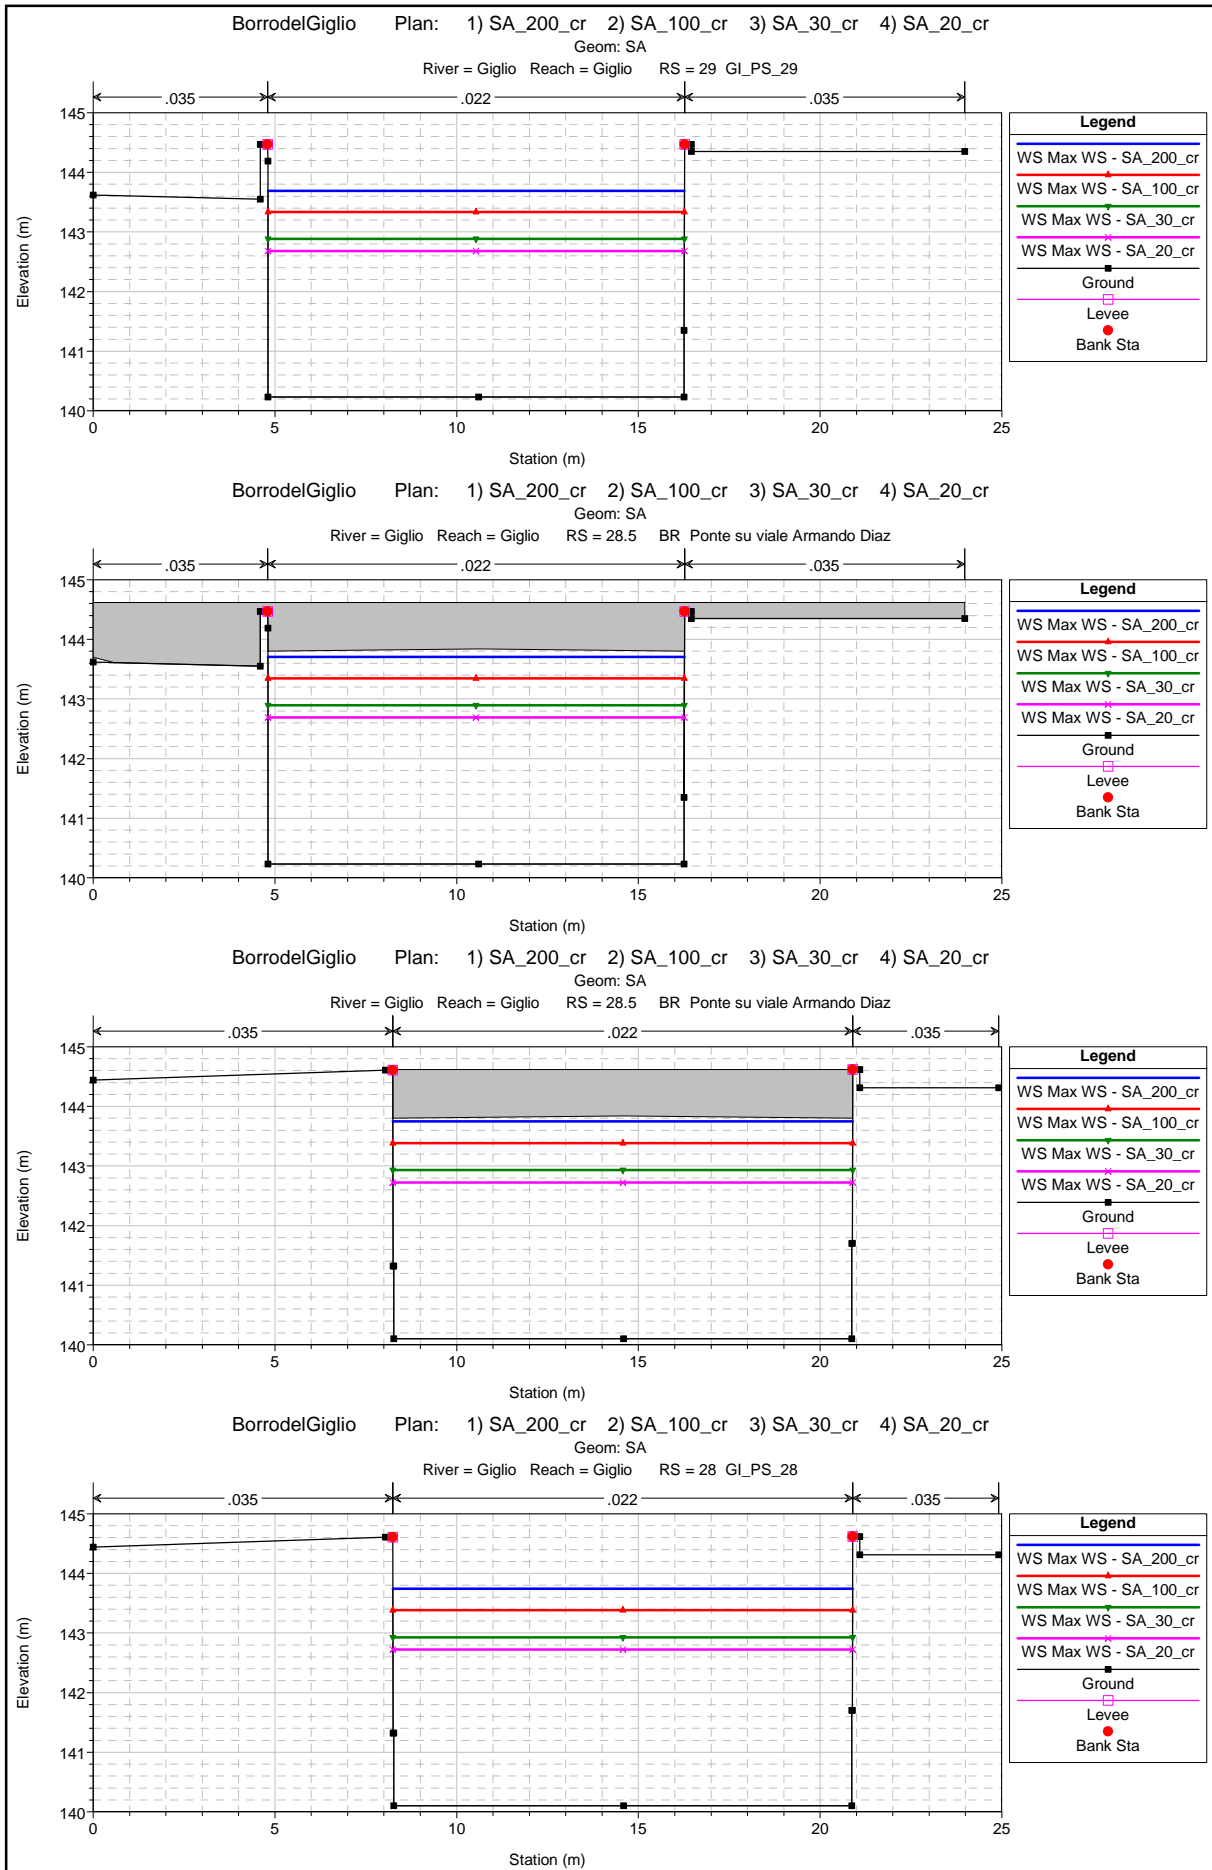 BorrodelGiglio Plan: 1) SA_200_cr 2) SA_100_cr 3) SA_30_cr 4) SA_20_cr
Geom: SA
River = Giglio Reach = Giglio RS = 29 GI_PS_29
.035 .022 .035
145
144
143
142
141
140
Elevation (m)
0 5 10 15 20 25
Station (m)
Legend
WS Max WS - SA_200_cr
WS Max WS - SA_100_cr
WS Max WS - SA_30_cr
WS Max WS - SA_20_cr
Ground
Levee
Bank Sta
BorrodelGiglio Plan: 1) SA_200_cr 2) SA_100_cr 3) SA_30_cr 4) SA_20_cr
Geom: SA
River = Giglio Reach = Giglio RS = 28.5 BR Ponte su viale Armando Diaz
.035 .022 .035
145
144
143
142
141
140
Elevation (m)
0 5 10 15 20 25
Station (m)
Legend
WS Max WS - SA_200_cr
WS Max WS - SA_100_cr
WS Max WS - SA_30_cr
WS Max WS - SA_20_cr
Ground
Levee
Bank Sta
BorrodelGiglio Plan: 1) SA_200_cr 2) SA_100_cr 3) SA_30_cr 4) SA_20_cr
Geom: SA
River = Giglio Reach = Giglio RS = 28.5 BR Ponte su viale Armando Diaz
.035 .022 .035
145
144
143
142
141
140
Elevation (m)
0 5 10 15 20 25
Station (m)
Legend
WS Max WS - SA_200_cr
WS Max WS - SA_100_cr
WS Max WS - SA_30_cr
WS Max WS - SA_20_cr
Ground
Levee
Bank Sta
BorrodelGiglio Plan: 1) SA_200_cr 2) SA_100_cr 3) SA_30_cr 4) SA_20_cr
Geom: SA
River = Giglio Reach = Giglio RS = 28 GI_PS_28
.035 .022 .035
145
144
143
142
141
140
Elevation (m)
0 5 10 15 20 25
Station (m)
Legend
WS Max WS - SA_200_cr
WS Max WS - SA_100_cr
WS Max WS - SA_30_cr
WS Max WS - SA_20_cr
Ground
Levee
Bank Sta